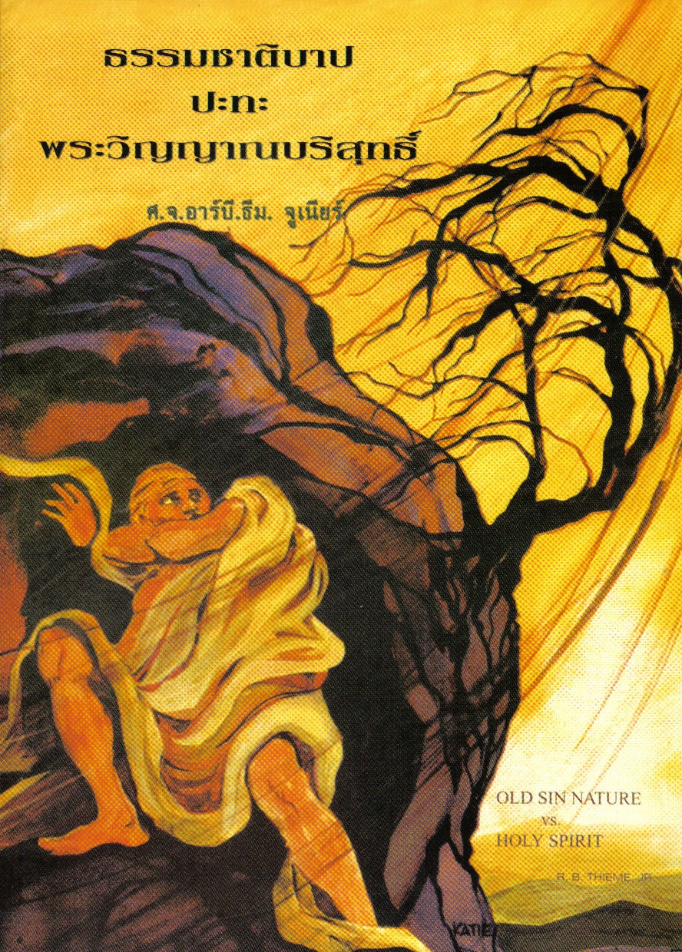 ธรรมชาติบาป
ปะทะ
พระวิญญาณบริสุทธิ์
ศ.จ.อาร์บี.ธีม. จูเนียร์
OLD SIN NATURE
vs.
HOLY SPIRIT
R. B. THIEME, JR.
KATIE